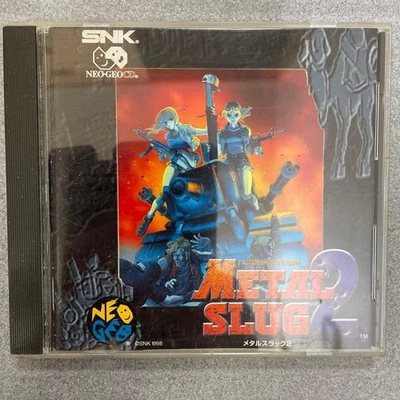 SNK®
NEO·GEO CD®
METAL
SLUG 2
NEO
GEO
®
©SNK 1998
メタルスラッグ2
TM